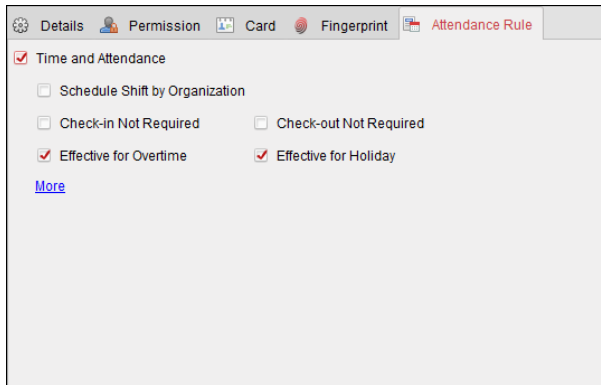 Details Permission Card Fingerprint Attendance Rule
Time and Attendance
Schedule Shift by Organization
Check-in Not Required Check-out Not Required
Effective for Overtime Effective for Holiday
More